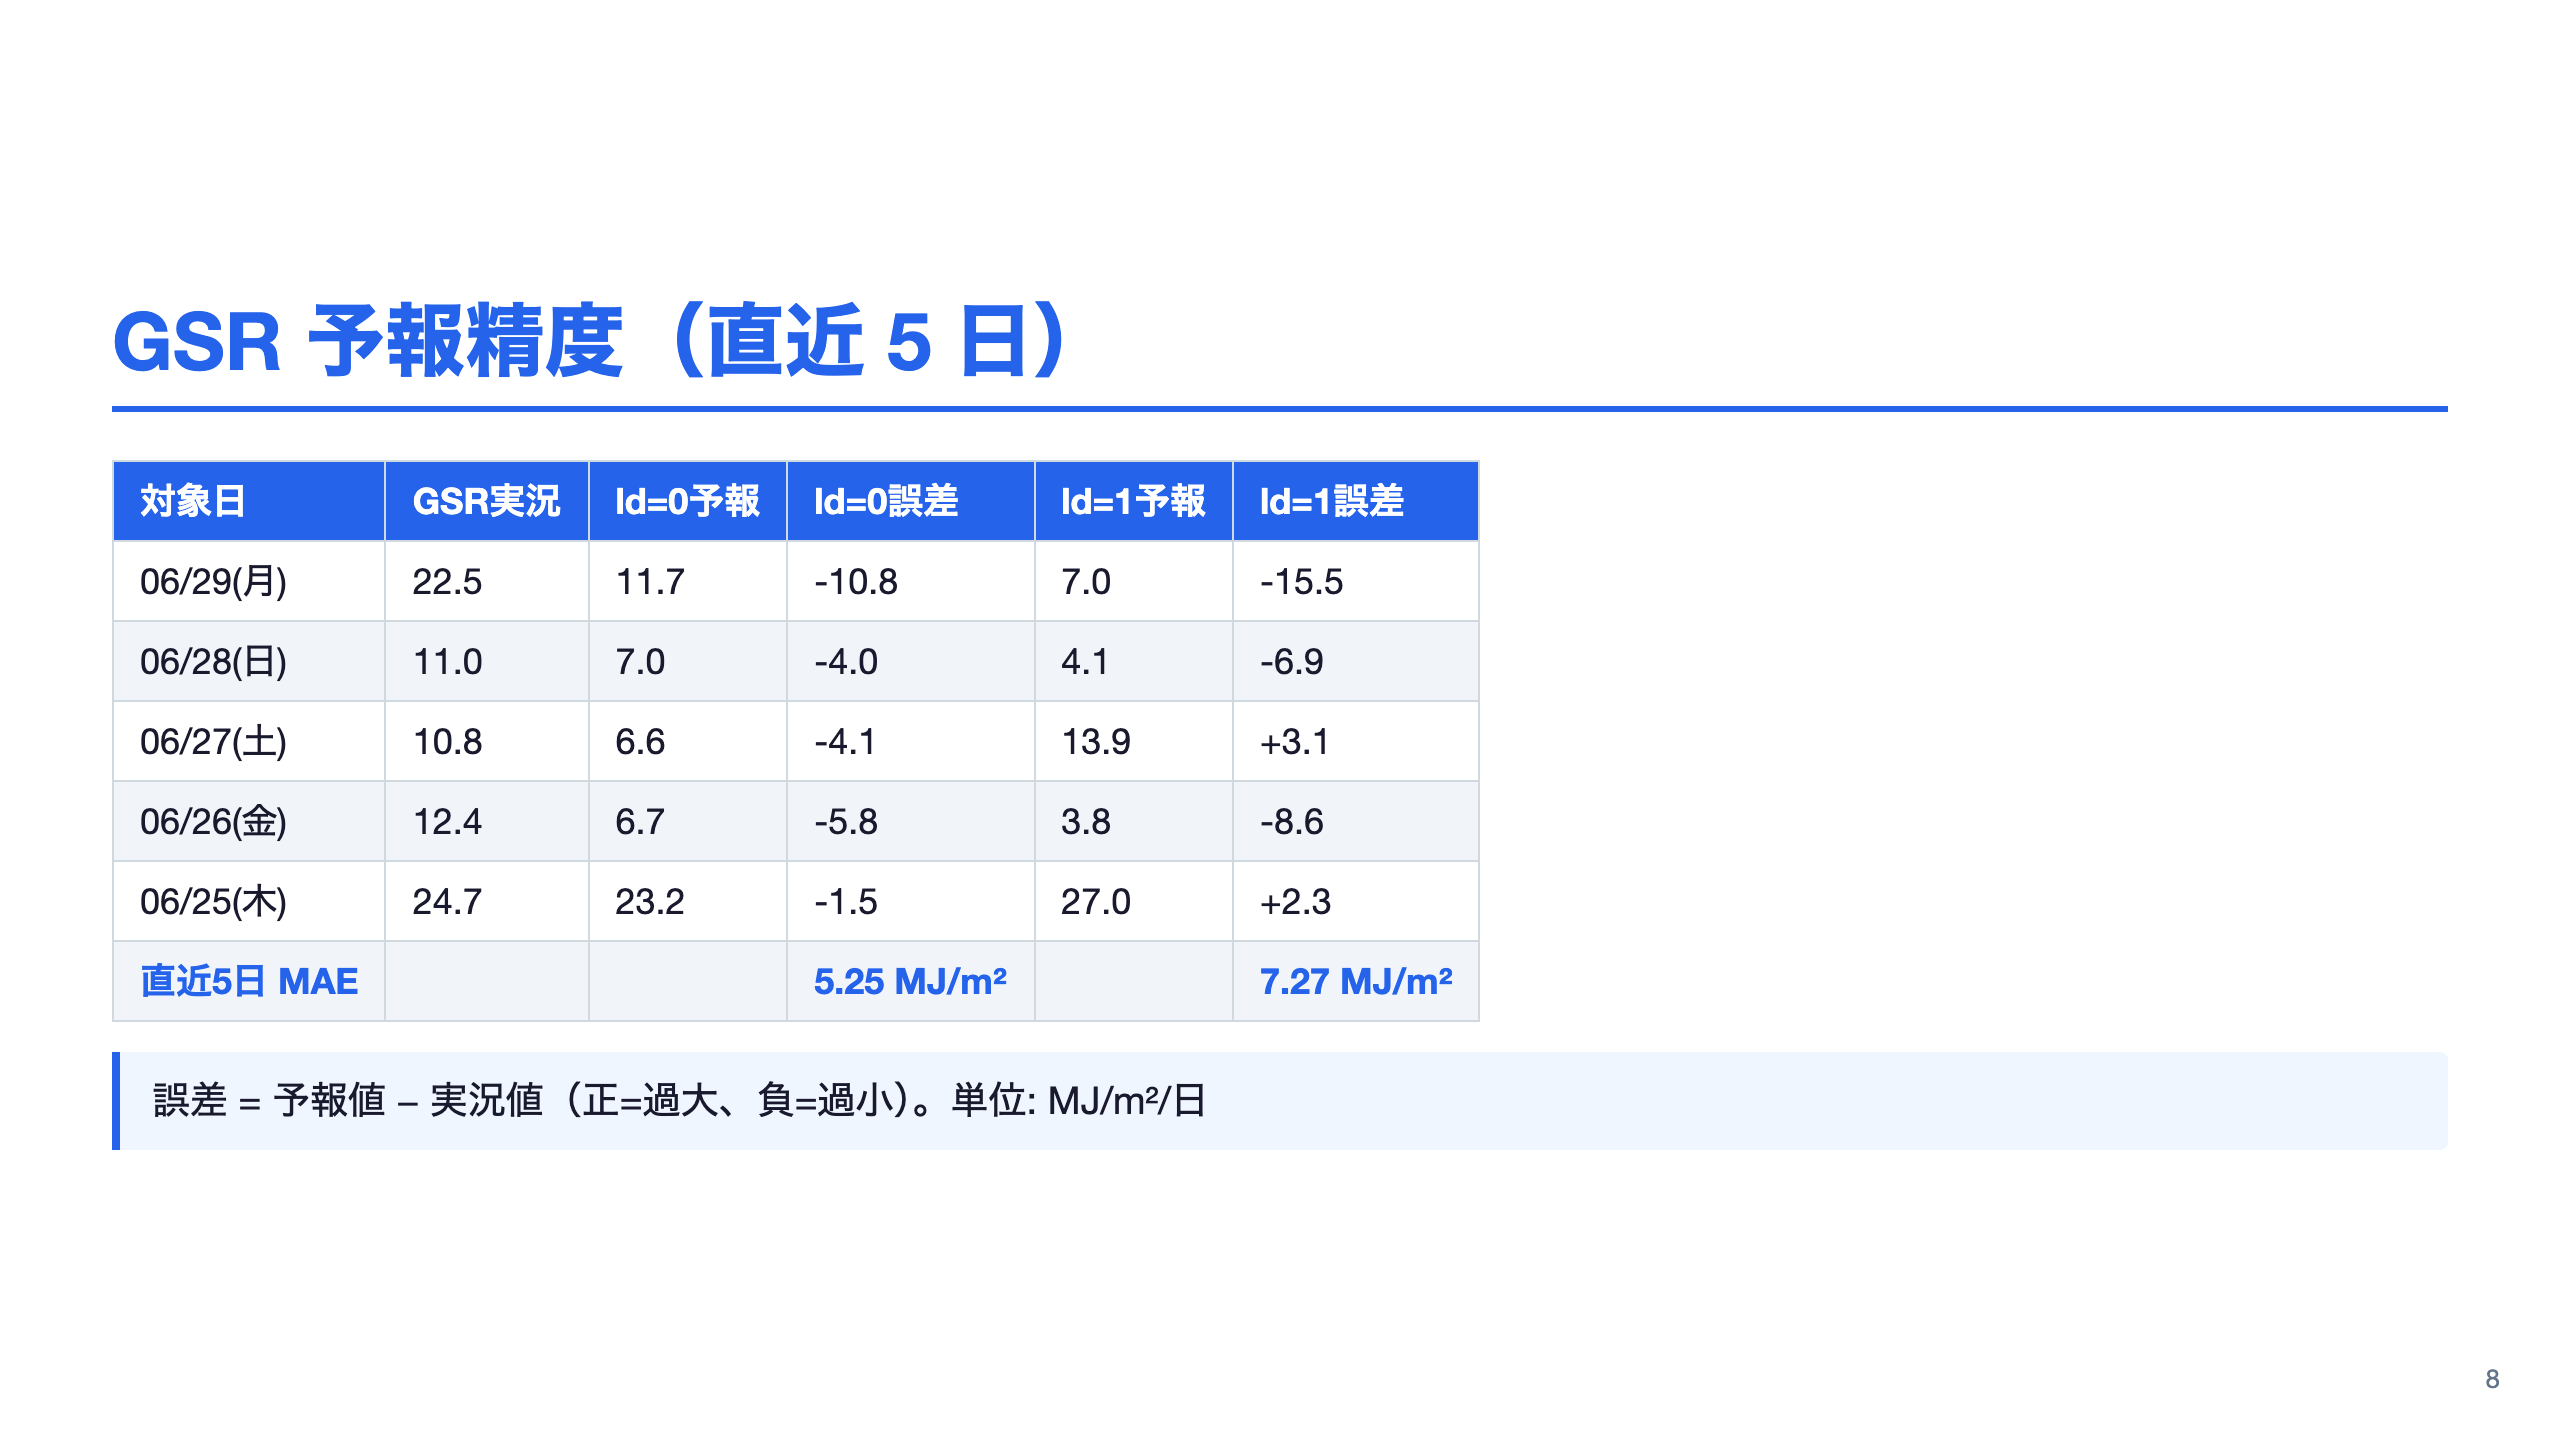 GSR 予報精度（直近 5 日）
対象日 GSR実況 ld=0予報 ld=0誤差 ld=1予報 ld=1誤差
06/29(月) 22.5 11.7 -10.8 7.0 -15.5
06/28(日) 11.0 7.0 -4.0 4.1 -6.9
06/27(土) 10.8 6.6 -4.1 13.9 +3.1
06/26(金) 12.4 6.7 -5.8 3.8 -8.6
06/25(木) 24.7 23.2 -1.5 27.0 +2.3
直近5日 MAE 5.25 MJ/m² 7.27 MJ/m²
誤差 = 予報値 − 実況値（正=過大、負=過小）。単位: MJ/m²/日
8